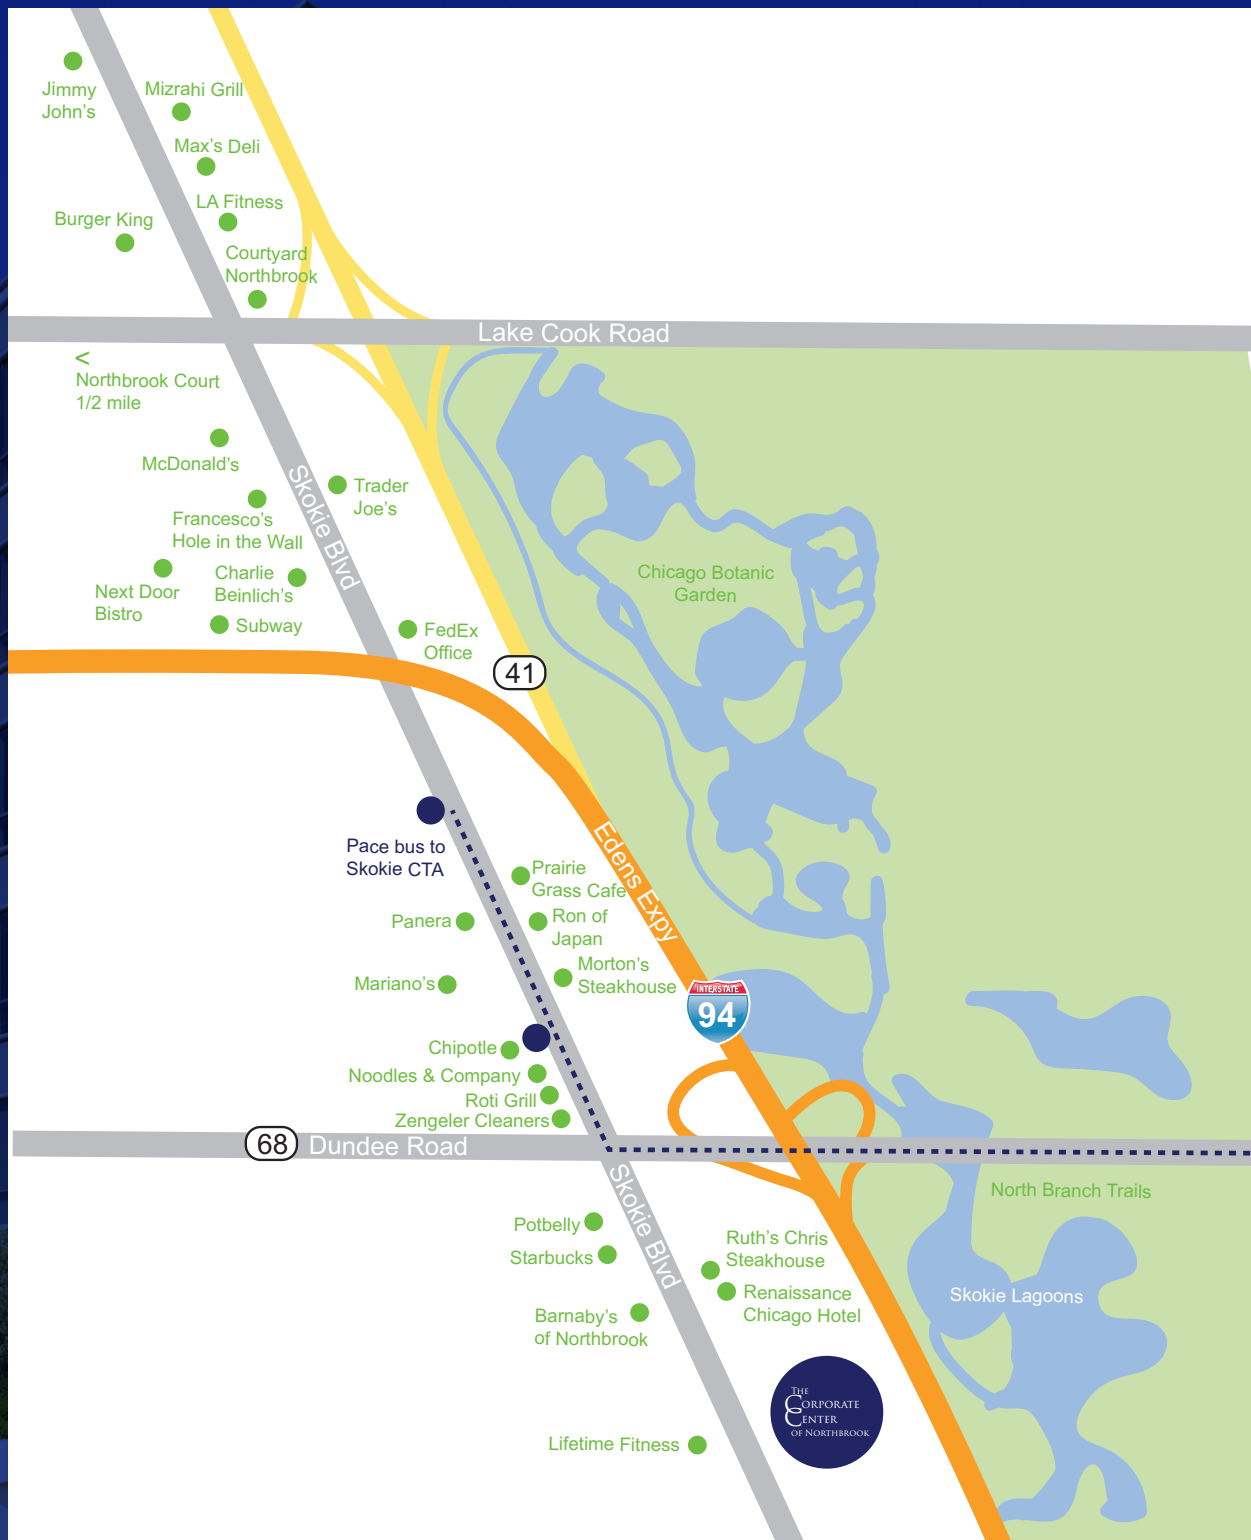 Jimmy
John's
Mizrahi Grill
Max's Deli
LA Fitness
Burger King
Courtyard
Northbrook
Lake Cook Road
<
Northbrook Court
1/2 mile
McDonald's
Skokie Blvd
Trader
Joe's
Francesco's
Hole in the Wall
Next Door
Bistro
Charlie
Beinlich's
Subway
FedEx
Office
41
Chicago Botanic
Garden
Pace bus to
Skokie CTA
Edens Expy
Prairie
Grass Cafe
Panera
Ron of
Japan
Mariano's
Morton's
Steakhouse
INTERSTATE
94
Chipotle
Noodles & Company
Roti Grill
Zengeler Cleaners
68
Dundee Road
Skokie Blvd
North Branch Trails
Potbelly
Starbucks
Ruth's Chris
Steakhouse
Renaissance
Chicago Hotel
Skokie Lagoons
Barnaby's
of Northbrook
The
Corporate
Center
of Northbrook
Lifetime Fitness